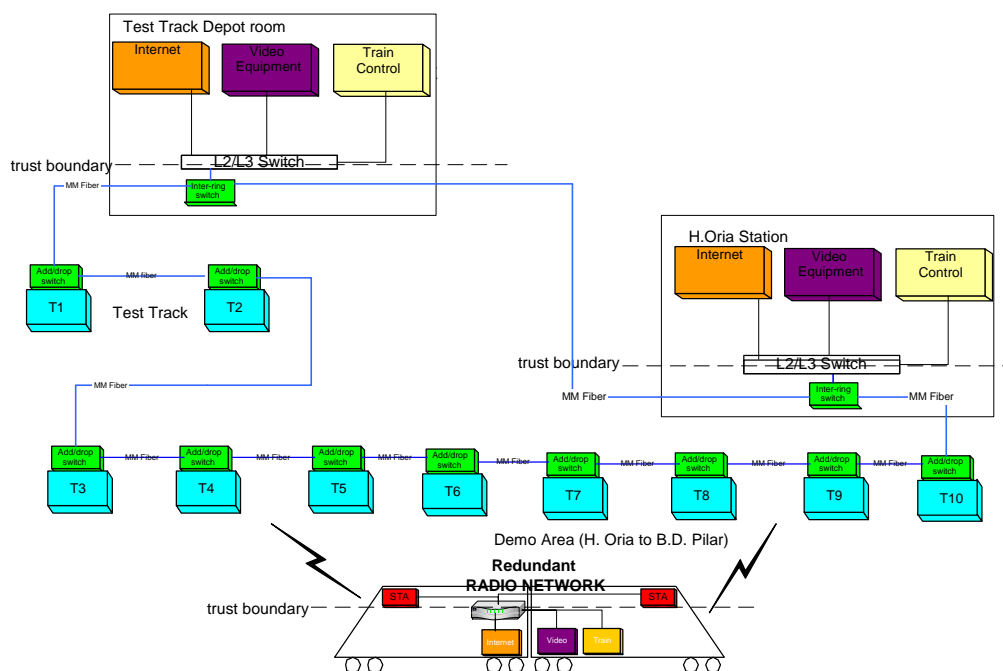 Test Track Depot room
Internet
Video
Equipment
Train
Control
trust boundary
L2/L3 Switch
MM Fiber
Inter-ring
switch
H.Oria Station
Internet
Video
Equipment
Train
Control
trust boundary
L2/L3 Switch
MM Fiber
Inter-ring
switch
MM Fiber
Add/drop
switch
MM fiber
Add/drop
switch
T1
Test Track
T2
MM Fiber
Add/drop
switch
MM Fiber
Add/drop
switch
MM Fiber
Add/drop
switch
MM Fiber
Add/drop
switch
MM Fiber
Add/drop
switch
MM Fiber
Add/drop
switch
MM Fiber
Add/drop
switch
MM Fiber
Add/drop
switch
T3
T4
T5
T6
T7
T8
T9
T10
Demo Area (H. Oria to B.D. Pilar)
Redundant
RADIO NETWORK
trust boundary
STA
STA
Internet
Video
Train